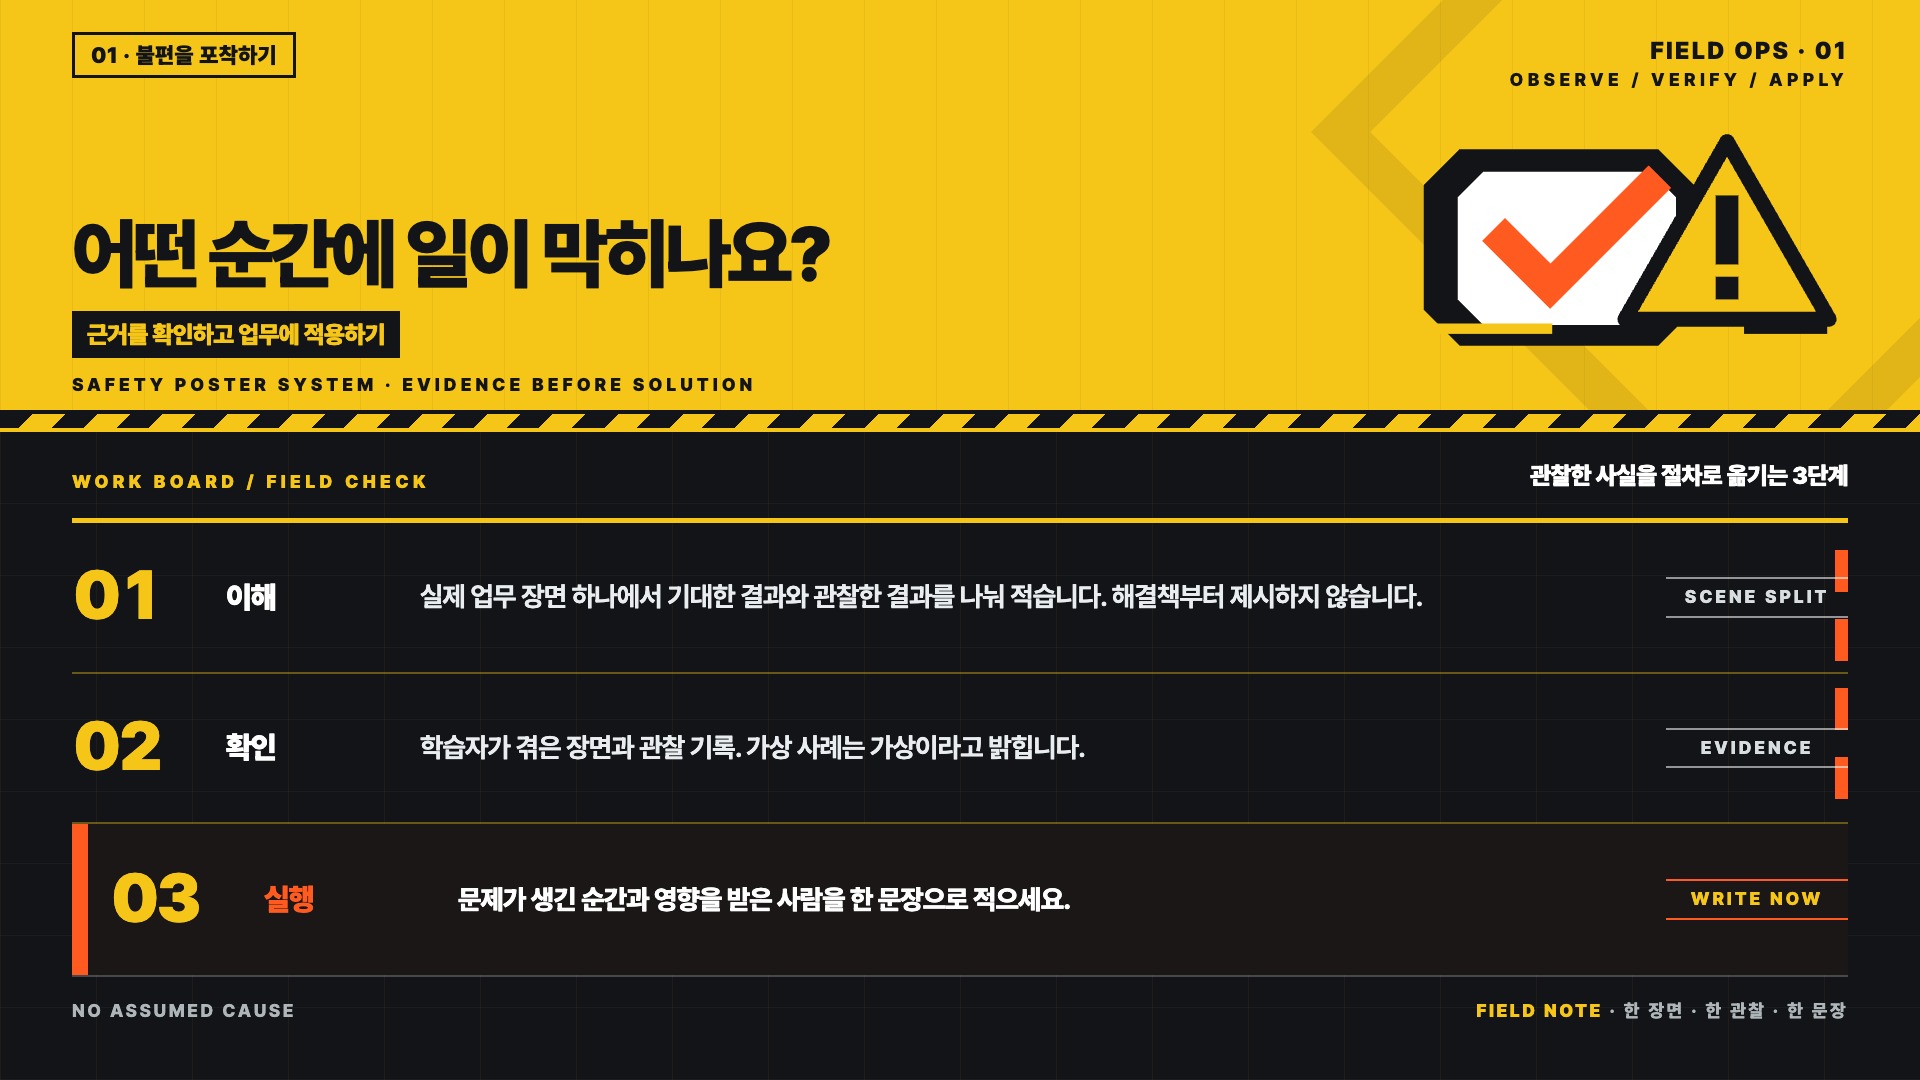 01 · 불편을 포착하기
FIELD OPS · 01
OBSERVE / VERIFY / APPLY
어떤 순간에 일이 막히나요?
근거를 확인하고 업무에 적용하기
SAFETY POSTER SYSTEM · EVIDENCE BEFORE SOLUTION
WORK BOARD / FIELD CHECK
관찰한 사실을 절차로 옮기는 3단계
01 이해 실제 업무 장면 하나에서 기대한 결과와 관찰한 결과를 나눠 적습니다. 해결책부터 제시하지 않습니다. SCENE SPLIT
02 확인 학습자가 겪은 장면과 관찰 기록. 가상 사례는 가상이라고 밝힙니다. EVIDENCE
03 실행 문제가 생긴 순간과 영향을 받은 사람을 한 문장으로 적으세요. WRITE NOW
NO ASSUMED CAUSE
FIELD NOTE · 한 장면 · 한 관찰 · 한 문장